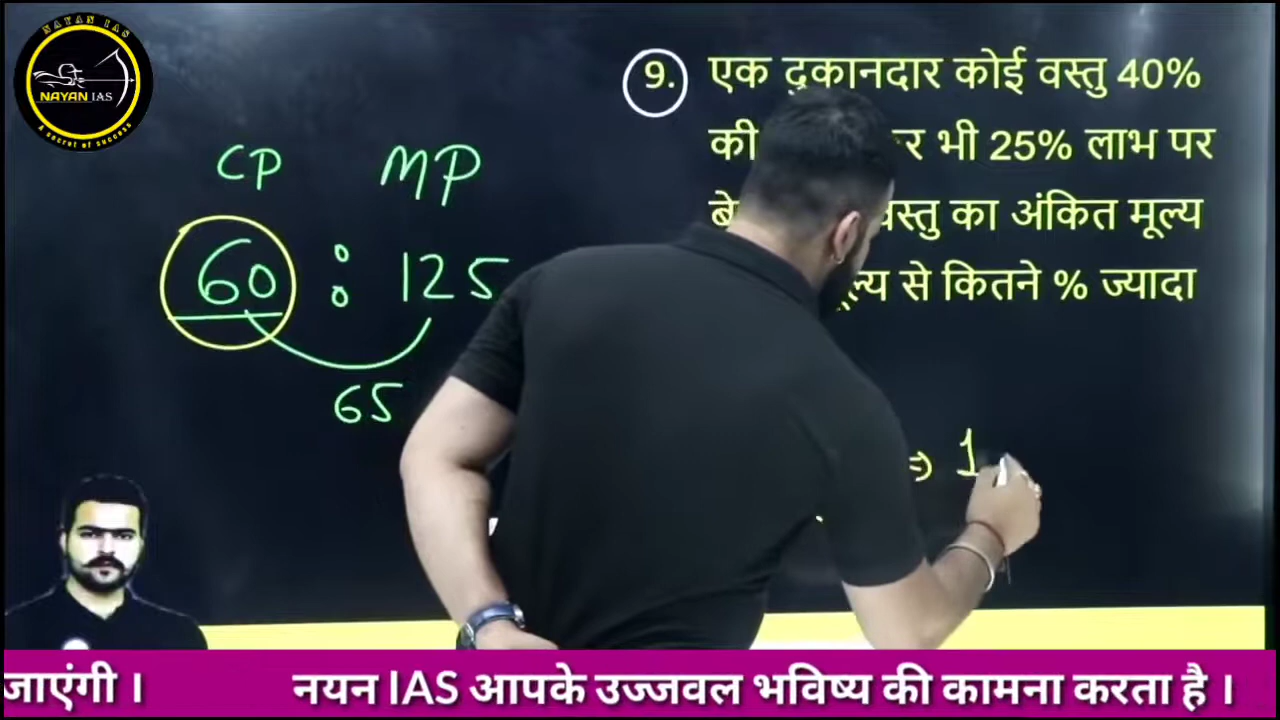 NAYAN IAS
NAYAN IAS
A secret of success
9. एक दुकानदार कोई वस्तु 40%
की भी 25% लाभ पर
वस्तु का अंकित मूल्य
से कितने % ज्यादा
CP MP
60 : 125
65
⇒ 1
जाएंगी । नयन IAS आपके उज्जवल भविष्य की कामना करता है ।